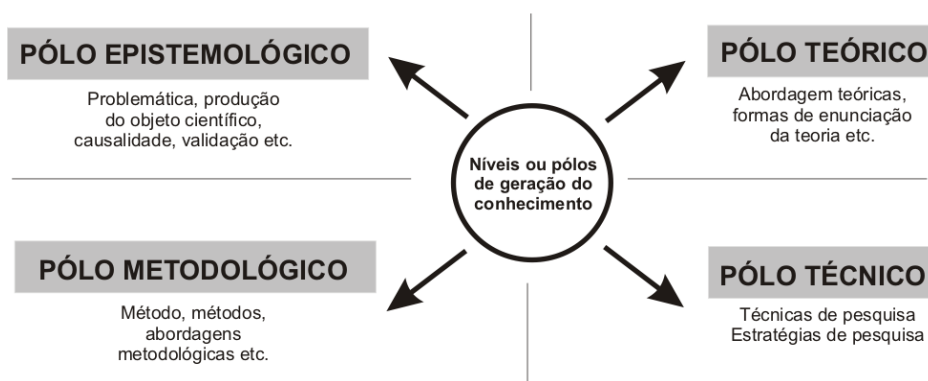 PÓLO EPISTEMOLÓGICO
Problemática, produção
do objeto científico,
causalidade, validação etc.
PÓLO TEÓRICO
Abordagem teóricas,
formas de enunciação
da teoria etc.
Níveis ou pólos
de geração do
conhecimento
PÓLO METODOLÓGICO
Método, métodos,
abordagens
metodológicas etc.
PÓLO TÉCNICO
Técnicas de pesquisa
Estratégias de pesquisa